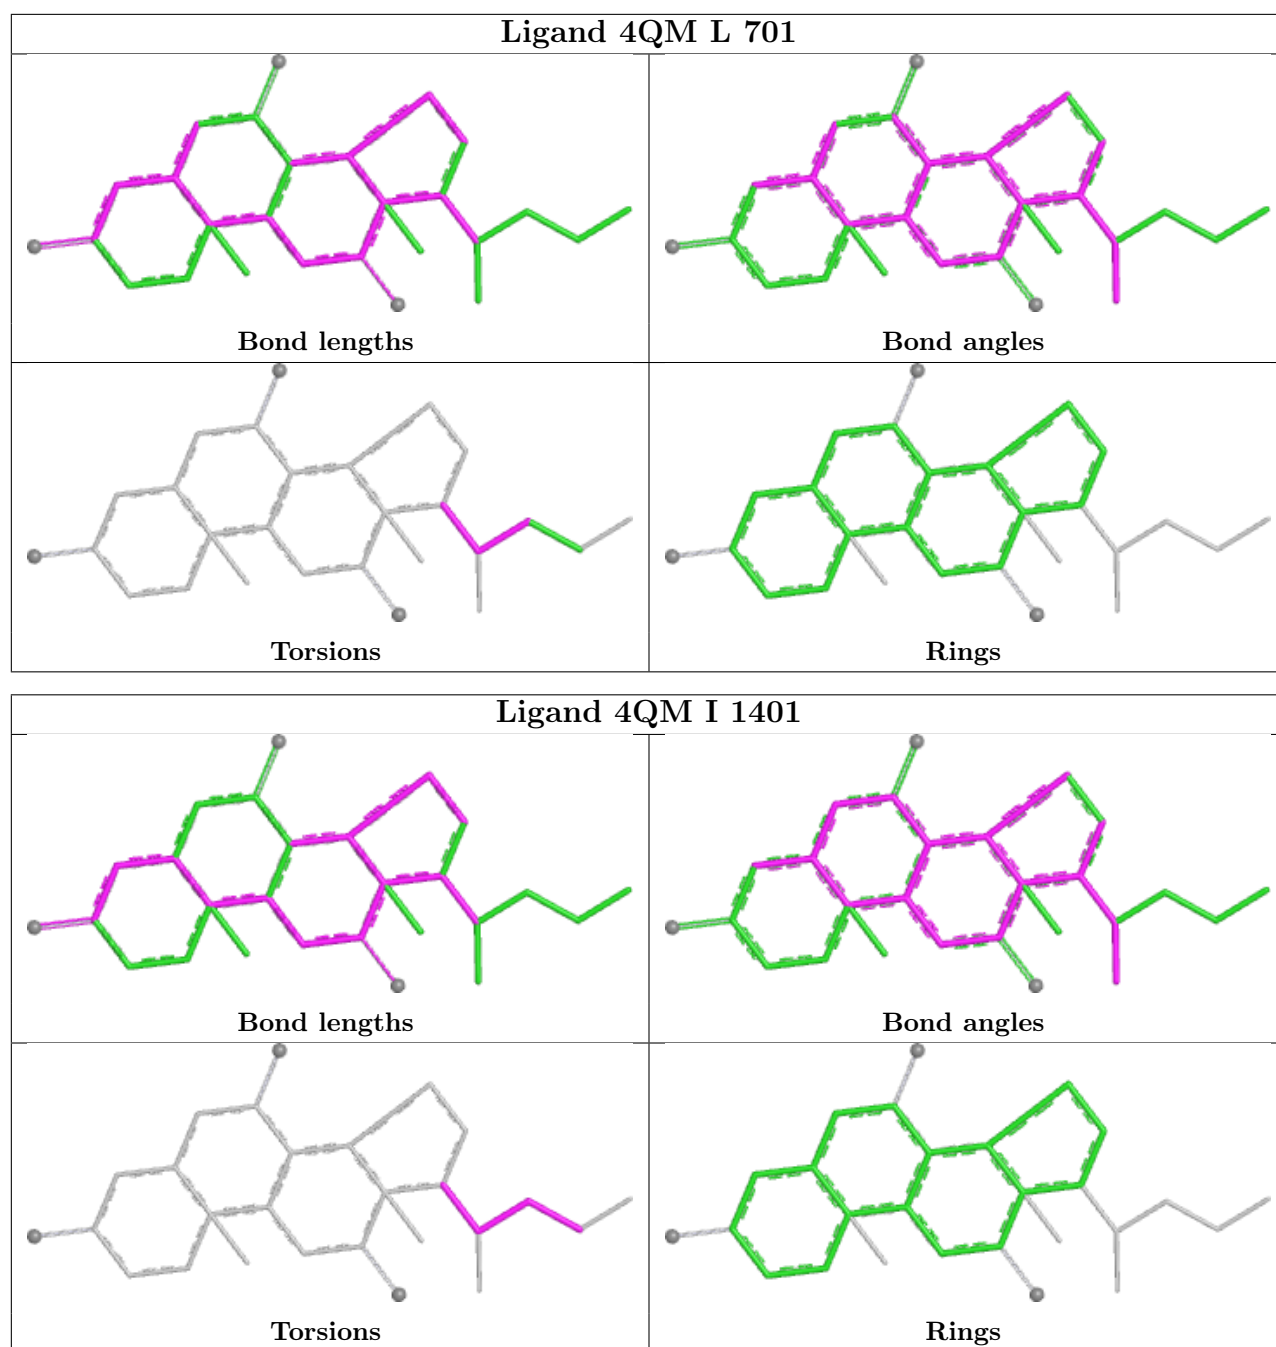 Ligand 4QM L 701
Bond lengths
Bond angles
Torsions
Rings
Ligand 4QM I 1401
Bond lengths
Bond angles
Torsions
Rings